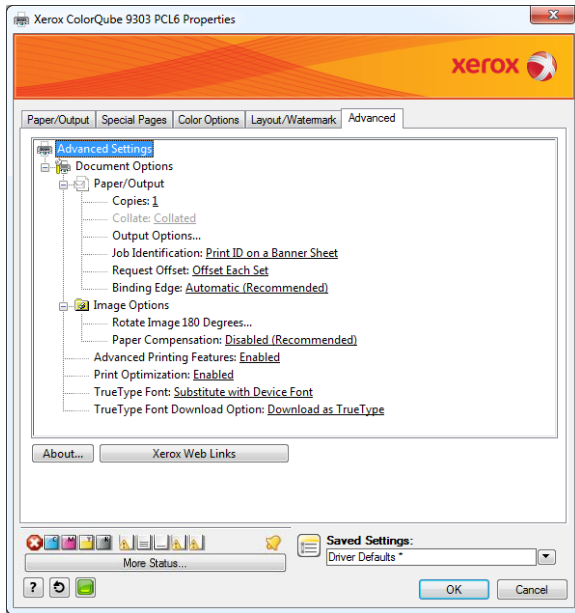 Xerox ColorQube 9303 PCL6 Properties
xerox
Paper/Output Special Pages Color Options Layout/Watermark Advanced
Advanced Settings
Document Options
Paper/Output
Copies: 1
Collate: Collated
Output Options...
Job Identification: Print ID on a Banner Sheet
Request Offset: Offset Each Set
Binding Edge: Automatic (Recommended)
Image Options
Rotate Image 180 Degrees...
Paper Compensation: Disabled (Recommended)
Advanced Printing Features: Enabled
Print Optimization: Enabled
TrueType Font: Substitute with Device Font
TrueType Font Download Option: Download as TrueType
About... Xerox Web Links
C M Y K
Saved Settings:
Driver Defaults *
More Status...
?
OK Cancel